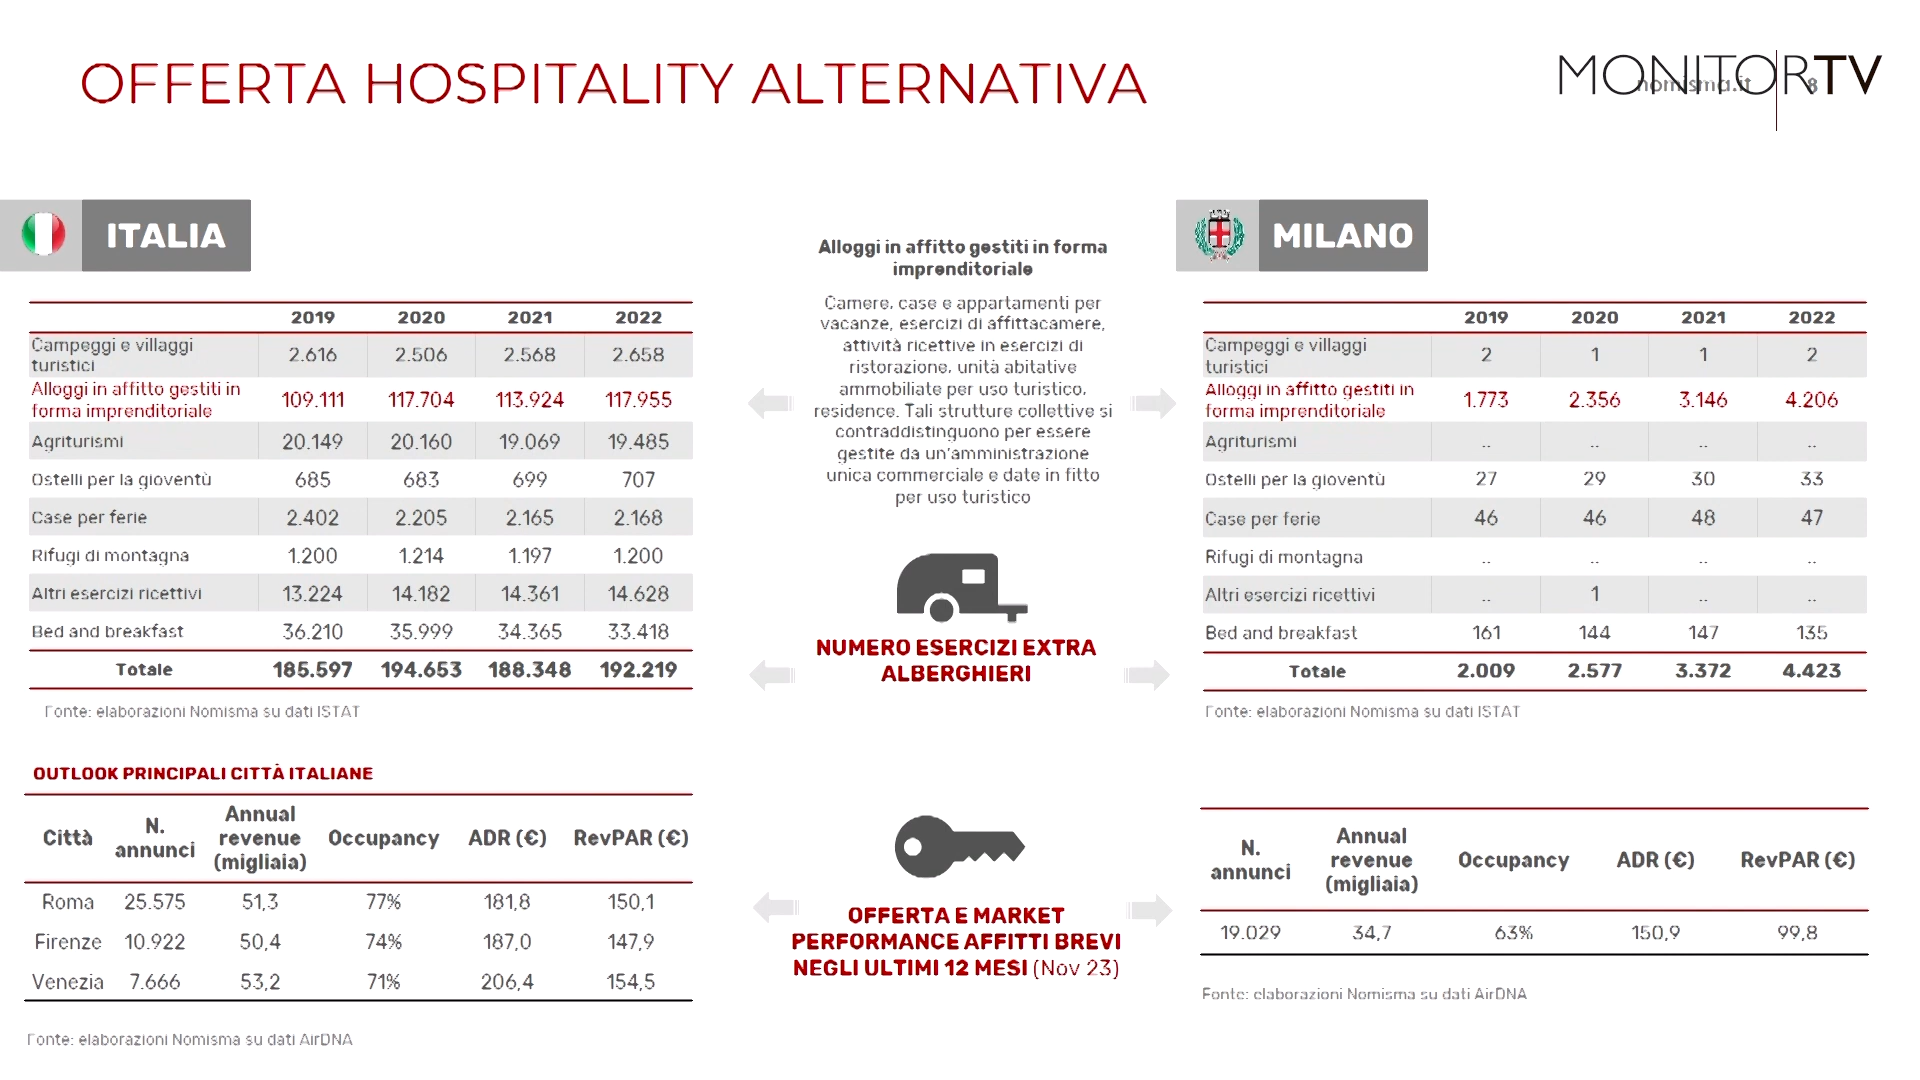 OFFERTA HOSPITALITY ALTERNATIVA
MONITORTV
nomisma.it 8
ITALIA
2019 2020 2021 2022
Campeggi e villaggi
turistici 2.616 2.506 2.568 2.658
Alloggi in affitto gestiti in
forma imprenditoriale 109.111 117.704 113.924 117.955
Agriturismi 20.149 20.160 19.069 19.485
Ostelli per la gioventù 685 683 699 707
Case per ferie 2.402 2.205 2.165 2.168
Rifugi di montagna 1.200 1.214 1.197 1.200
Altri esercizi ricettivi 13.224 14.182 14.361 14.628
Bed and breakfast 36.210 35.999 34.365 33.418
Totale 185.597 194.653 188.348 192.219
Fonte: elaborazioni Nomisma su dati ISTAT
OUTLOOK PRINCIPALI CITTÀ ITALIANE
Città N. annunci Annual revenue (migliaia) Occupancy ADR (€) RevPAR (€)
Roma 25.575 51,3 77% 181,8 150,1
Firenze 10.922 50,4 74% 187,0 147,9
Venezia 7.666 53,2 71% 206,4 154,5
Fonte: elaborazioni Nomisma su dati AirDNA
Alloggi in affitto gestiti in forma
imprenditoriale
Camere, case e appartamenti per
vacanze, esercizi di affittacamere,
attività ricettive in esercizi di
ristorazione, unità abitative
ammobiliate per uso turistico,
residence. Tali strutture collettive si
contraddistinguono per essere
gestite da un'amministrazione
unica commerciale e date in fitto
per uso turistico
NUMERO ESERCIZI EXTRA
ALBERGHIERI
OFFERTA E MARKET
PERFORMANCE AFFITTI BREVI
NEGLI ULTIMI 12 MESI (Nov 23)
MILANO
2019 2020 2021 2022
Campeggi e villaggi
turistici 2 1 1 2
Alloggi in affitto gestiti in
forma imprenditoriale 1.773 2.356 3.146 4.206
Agriturismi .. .. .. ..
Ostelli per la gioventù 27 29 30 33
Case per ferie 46 46 48 47
Rifugi di montagna .. .. .. ..
Altri esercizi ricettivi .. 1 .. ..
Bed and breakfast 161 144 147 135
Totale 2.009 2.577 3.372 4.423
Fonte: elaborazioni Nomisma su dati ISTAT
N. annunci Annual revenue (migliaia) Occupancy ADR (€) RevPAR (€)
19.029 34,7 63% 150,9 99,8
Fonte: elaborazioni Nomisma su dati AirDNA